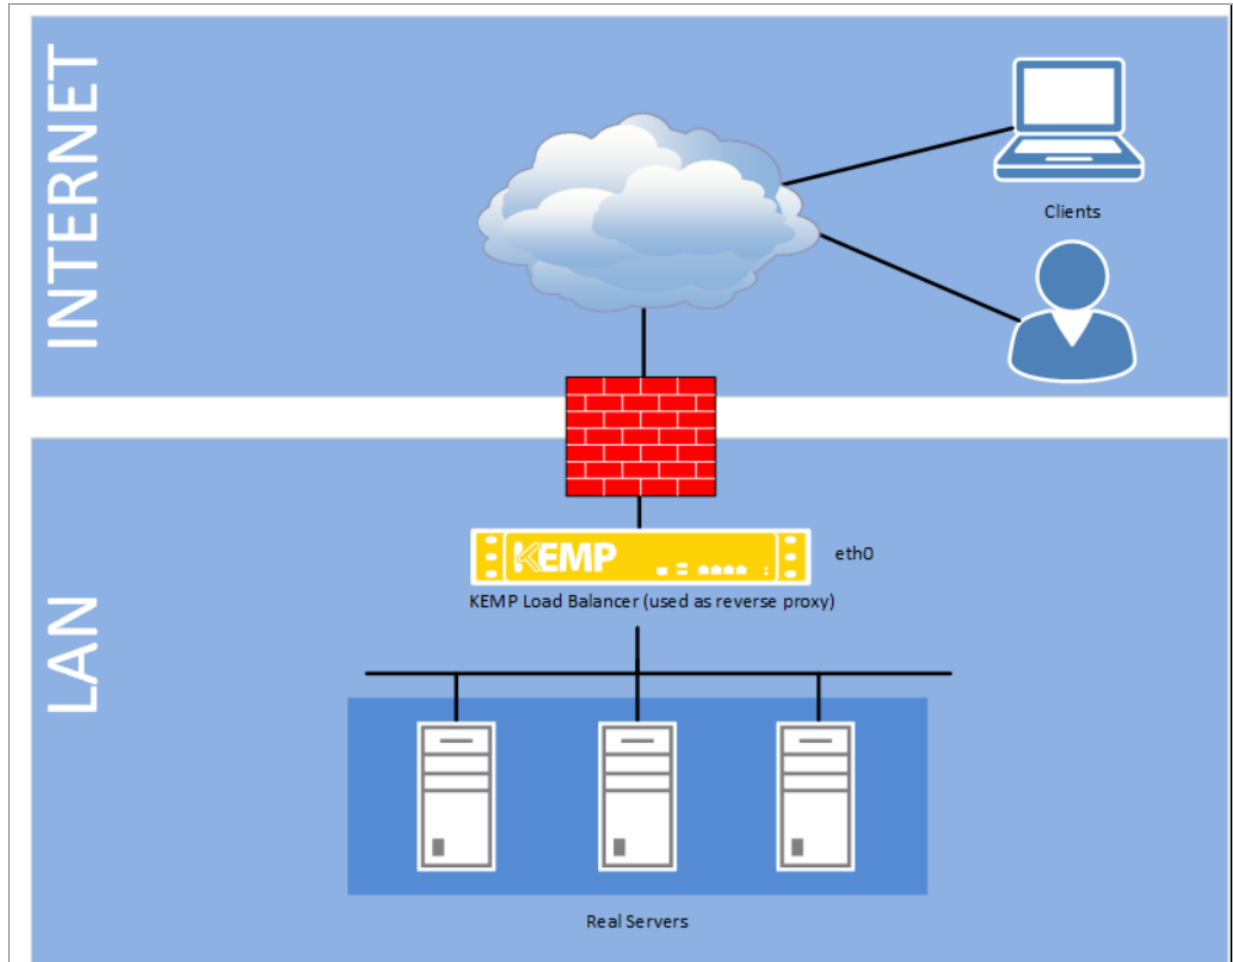 INTERNET
Clients
KEMP
eth0
KEMP Load Balancer (used as reverse proxy)
LAN
Real Servers